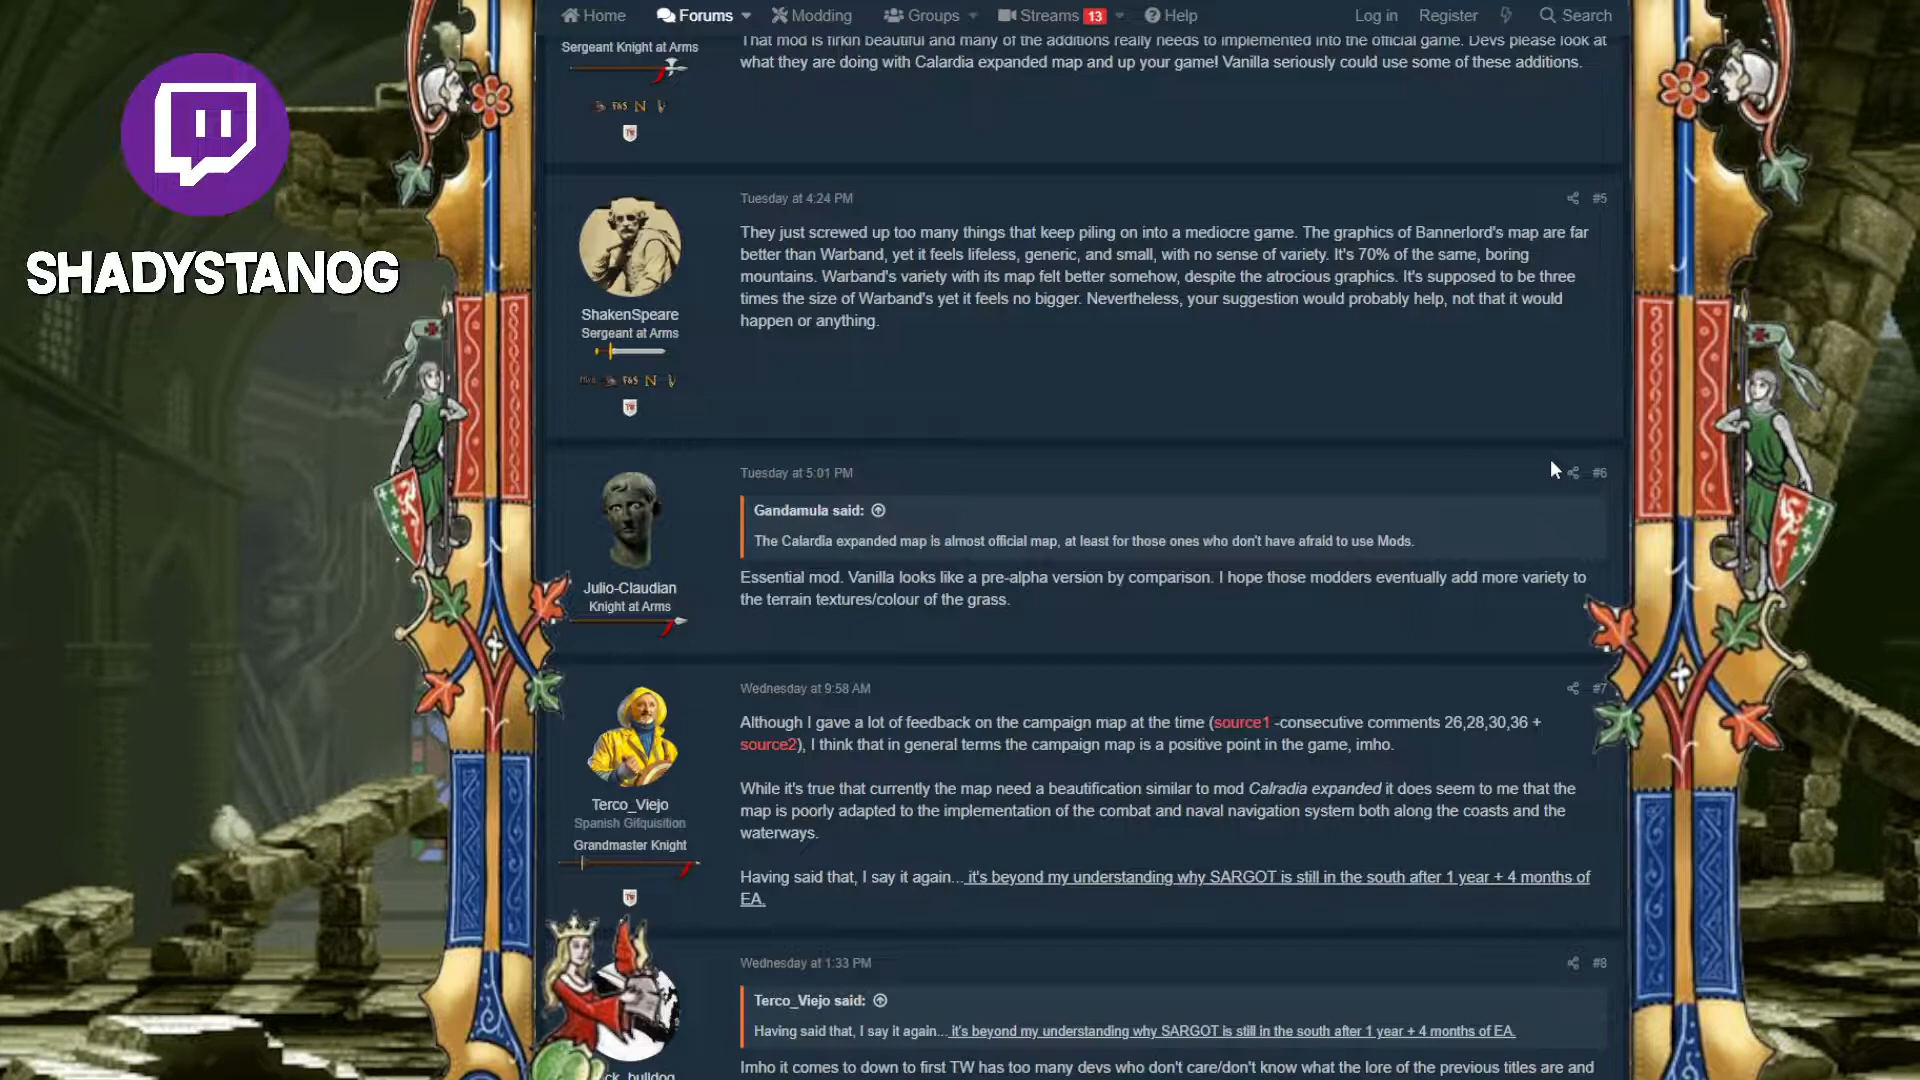 Home
Forums
Modding
Groups
Streams 13
Help
Log in
Register
Search
SHADYSTANOG
Sergeant Knight at Arms
That mod is firkin beautiful and many of the additions really needs to implemented into the official game. Devs please look at
what they are doing with Calardia expanded map and up your game! Vanilla seriously could use some of these additions.
F&S N
TW
Tuesday at 4:24 PM
#5
They just screwed up too many things that keep piling on into a mediocre game. The graphics of Bannerlord's map are far
better than Warband, yet it feels lifeless, generic, and small, with no sense of variety. It's 70% of the same, boring
mountains. Warband's variety with its map felt better somehow, despite the atrocious graphics. It's supposed to be three
times the size of Warband's yet it feels no bigger. Nevertheless, your suggestion would probably help, not that it would
happen or anything.
ShakenSpeare
Sergeant at Arms
F&S N
TW
Tuesday at 5:01 PM
#6
Gandamula said:
The Calardia expanded map is almost official map, at least for those ones who don't have afraid to use Mods.
Essential mod. Vanilla looks like a pre-alpha version by comparison. I hope those modders eventually add more variety to
the terrain textures/colour of the grass.
Julio-Claudian
Knight at Arms
Wednesday at 9:58 AM
#7
Although I gave a lot of feedback on the campaign map at the time (source1 -consecutive comments 26,28,30,36 +
source2), I think that in general terms the campaign map is a positive point in the game, imho.
While it's true that currently the map need a beautification similar to mod Calradia expanded it does seem to me that the
map is poorly adapted to the implementation of the combat and naval navigation system both along the coasts and the
waterways.
Having said that, I say it again... it's beyond my understanding why SARGOT is still in the south after 1 year + 4 months of
EA.
Terco_Viejo
Spanish Gifquisition
Grandmaster Knight
TW
Wednesday at 1:33 PM
#8
Terco_Viejo said:
Having said that, I say it again... it's beyond my understanding why SARGOT is still in the south after 1 year + 4 months of EA.
Imho it comes to down to first TW has too many devs who don't care/don't know what the lore of the previous titles are and